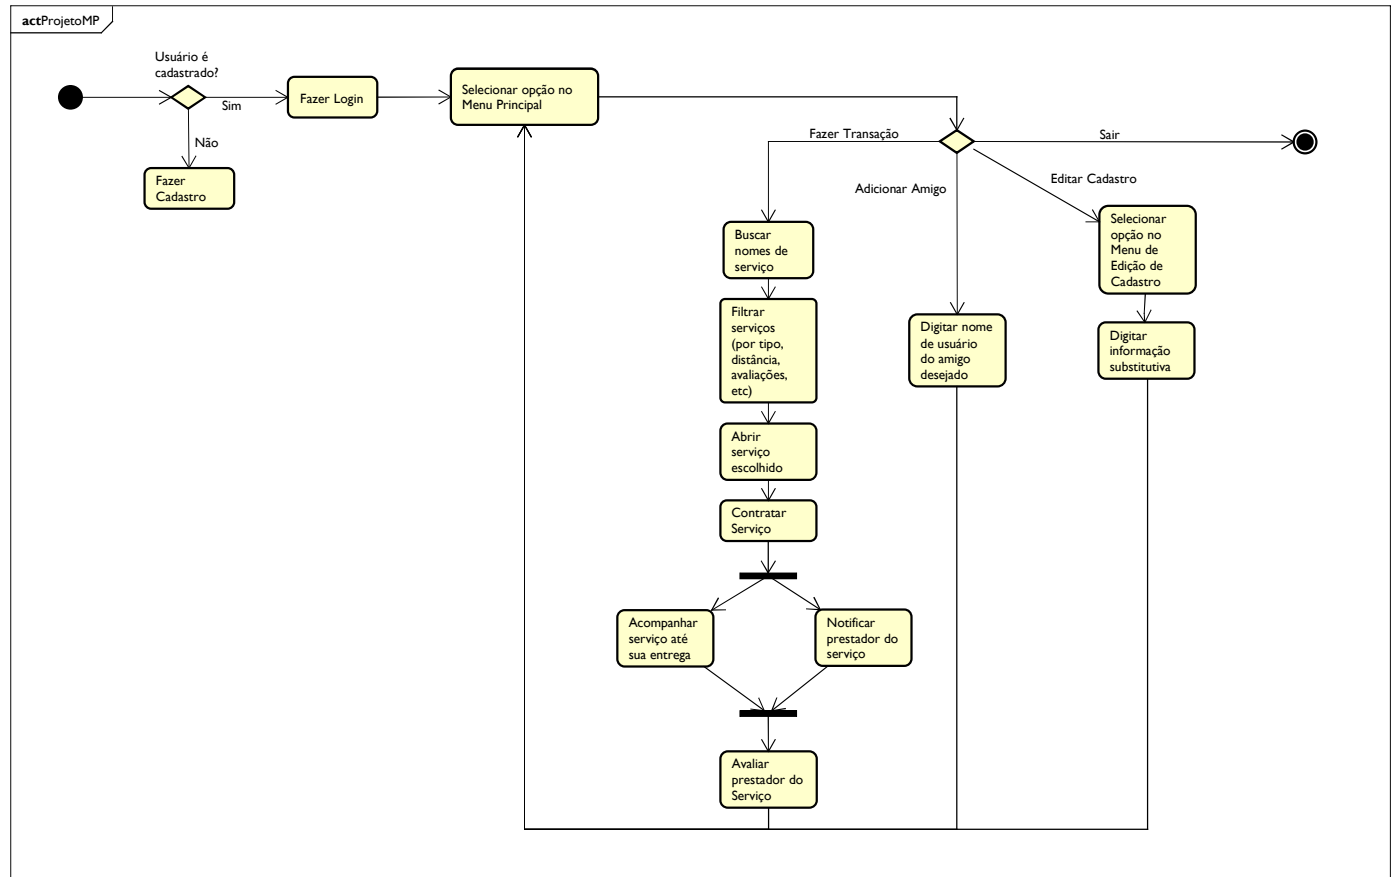 actProjetoMP
Usuário é
cadastrado?
Sim
Não
Fazer Login
Fazer
Cadastro
Selecionar opção no
Menu Principal
Fazer Transação
Sair
Adicionar Amigo
Editar Cadastro
Buscar
nomes de
serviço
Filtrar
serviços
(por tipo,
distância,
avaliações,
etc)
Abrir
serviço
escolhido
Contratar
Serviço
Acompanhar
serviço até
sua entrega
Notificar
prestador do
serviço
Avaliar
prestador do
Serviço
Digitar nome
de usuário
do amigo
desejado
Selecionar
opção no
Menu de
Edição de
Cadastro
Digitar
informação
substitutiva